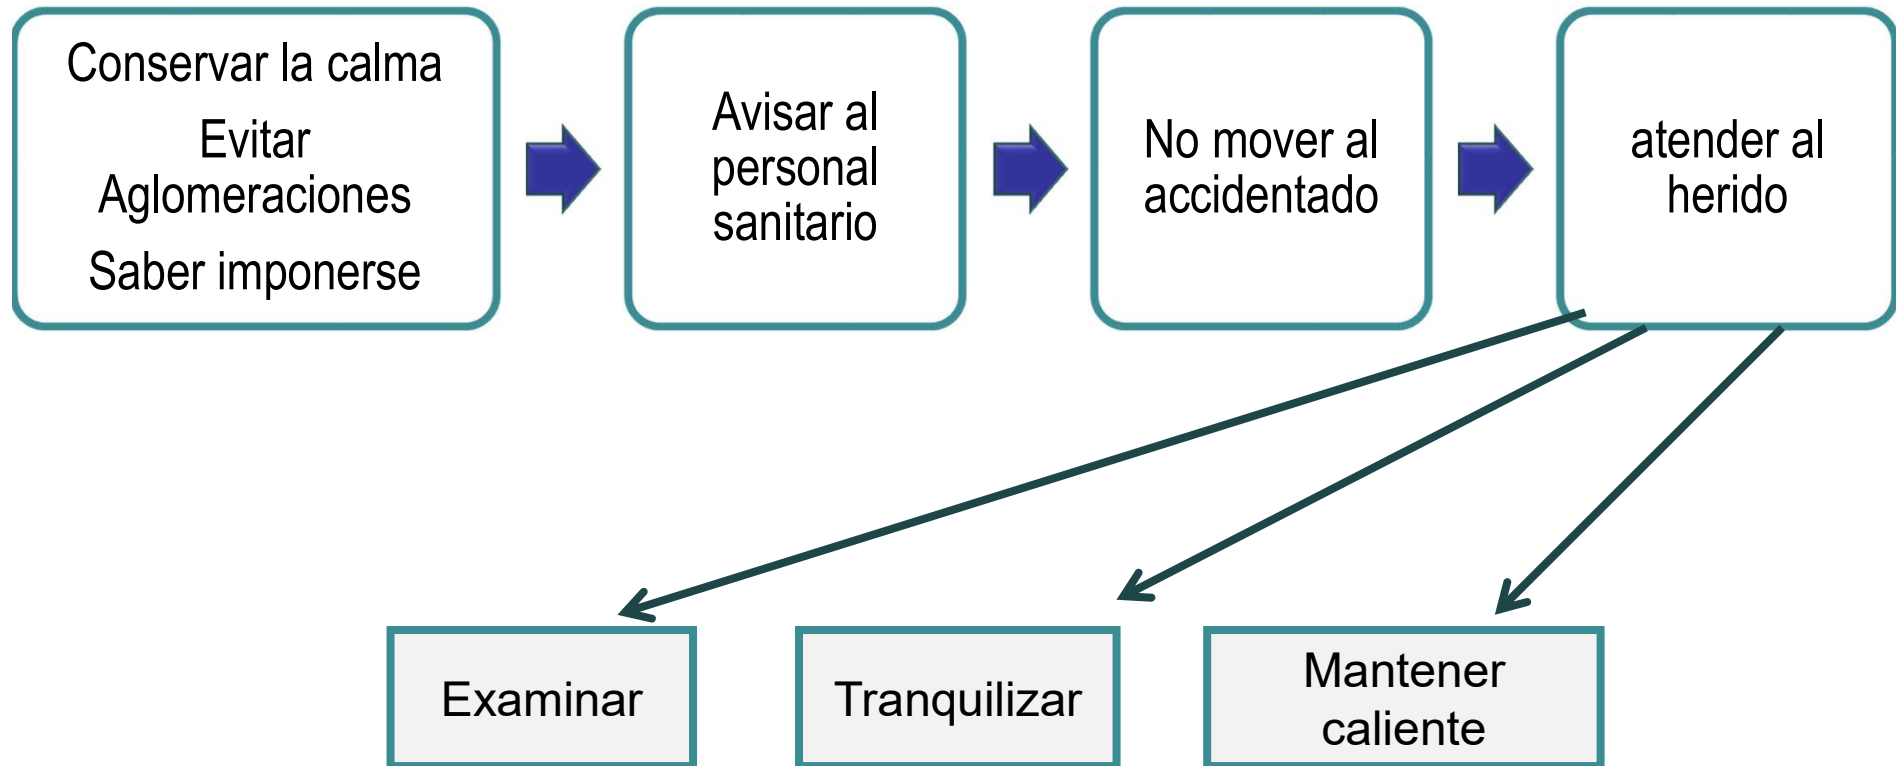 Conservar la calma
Evitar
Aglomeraciones
Saber imponerse
Avisar al
personal
sanitario
No mover al
accidentado
atender al
herido
Examinar
Tranquilizar
Mantener
caliente